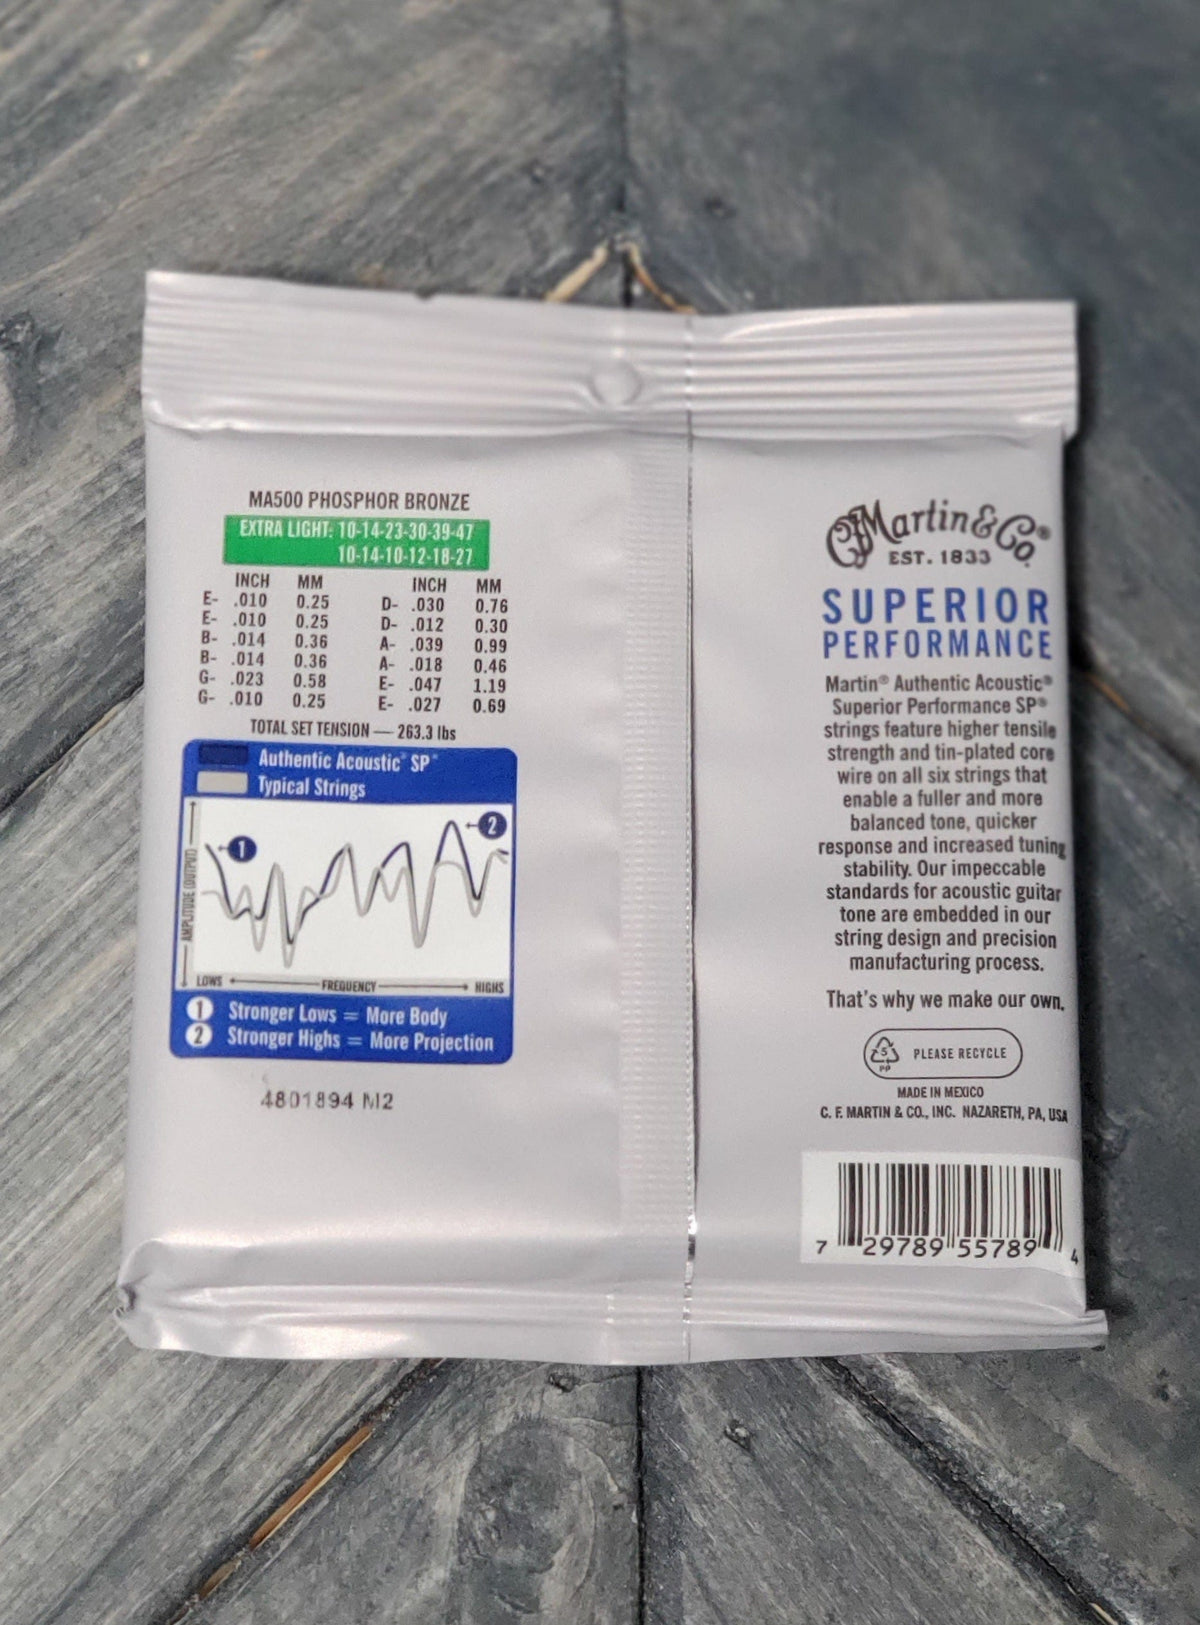 MA500 PHOSPHOR BRONZE
EXTRA LIGHT: 10-14-23-30-39-47
10-14-10-12-18-27
INCH MM INCH MM
E- .010 0.25 D- .030 0.76
E- .010 0.25 D- .012 0.30
B- .014 0.36 A- .039 0.99
B- .014 0.36 A- .018 0.46
G- .023 0.58 E- .047 1.19
G- .010 0.25 E- .027 0.69
TOTAL SET TENSION — 263.3 lbs
Authentic Acoustic® SP®
Typical Strings
1
2
AMPLITUDE (OUTPUT)
LOWS FREQUENCY HIGHS
1 Stronger Lows = More Body
2 Stronger Highs = More Projection
4801894 M2
CF Martin & Co.®
EST. 1833
SUPERIOR
PERFORMANCE
Martin® Authentic Acoustic®
Superior Performance SP®
strings feature higher tensile
strength and tin-plated core
wire on all six strings that
enable a fuller and more
balanced tone, quicker
response and increased tuning
stability. Our impeccable
standards for acoustic guitar
tone are embedded in our
string design and precision
manufacturing process.
That's why we make our own.
5
PP
PLEASE RECYCLE
MADE IN MEXICO
C. F. MARTIN & CO., INC. NAZARETH, PA, USA
7 29789 55789 4